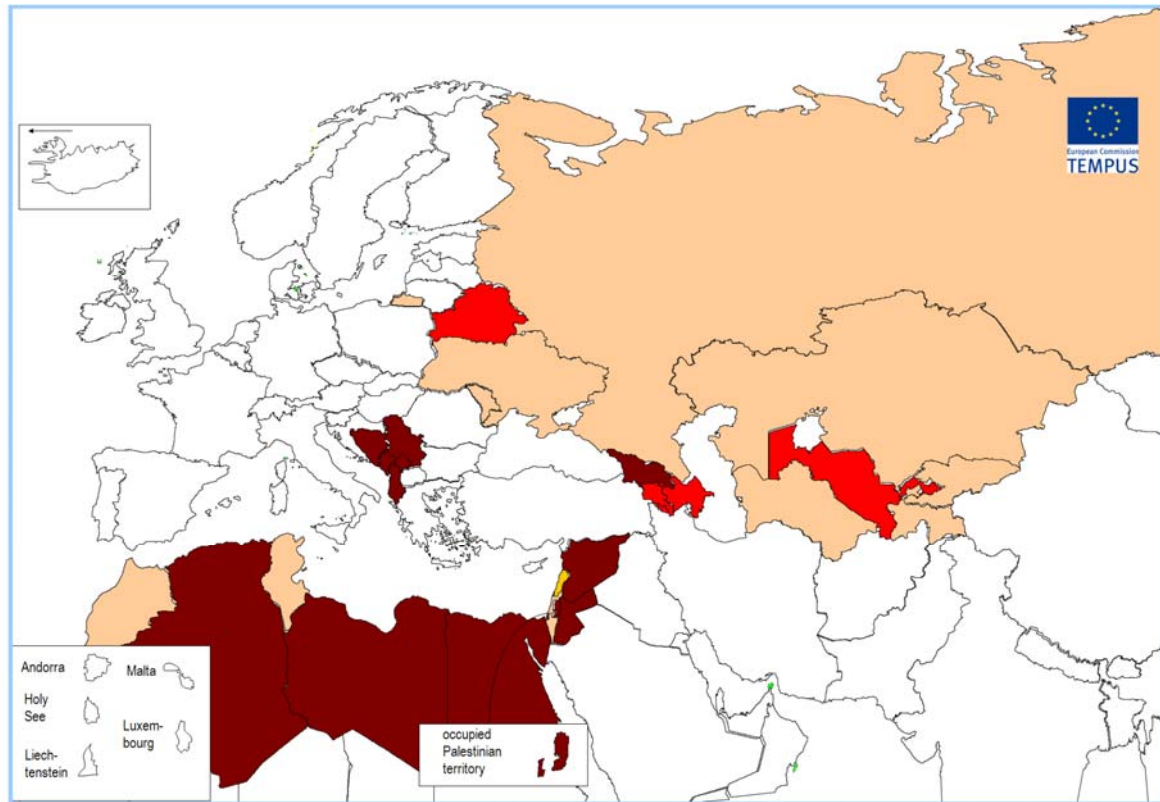 European Commission
TEMPUS
Andorra
Malta
Holy
See
Luxem-
bourg
Liech-
tenstein
occupied
Palestinian
territory